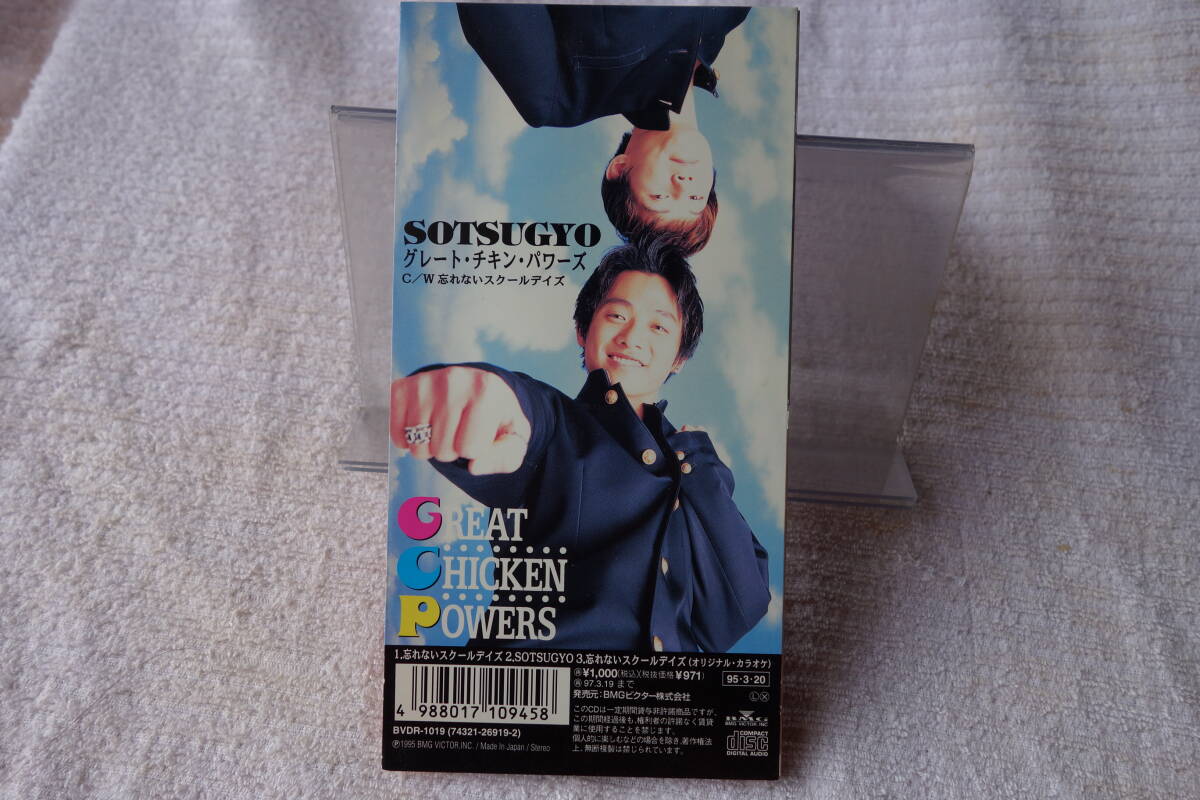 SOTSUGYO
グレート・チキン・パワーズ
C/W 忘れないスクールデイズ
GREAT
CHICKEN
POWERS
1.忘れないスクールデイズ 2.SOTSUGYO 3.忘れないスクールデイズ(オリジナル・カラオケ)
4 988017 109458
BVDR-1019 (74321-26919-2)
Ⓟ1995 BMG VICTOR, INC. / Made In Japan / Stereo
¥1,000(税込)(税抜価格¥971)
95・3・20
97.3.19 まで
発売元:BMGビクター株式会社
Ⓛ Ⓧ
このCDは一定期間貸与非許諾商品ですが、
この期間経過後も、権利者の許諾なく賃貸
業に使用することを禁じます。
個人的に楽しむなどの場合を除き、著作権法
上、無断複製は禁じられています。
BMG
BMG VICTOR, INC.
COMPACT
disc
DIGITAL AUDIO